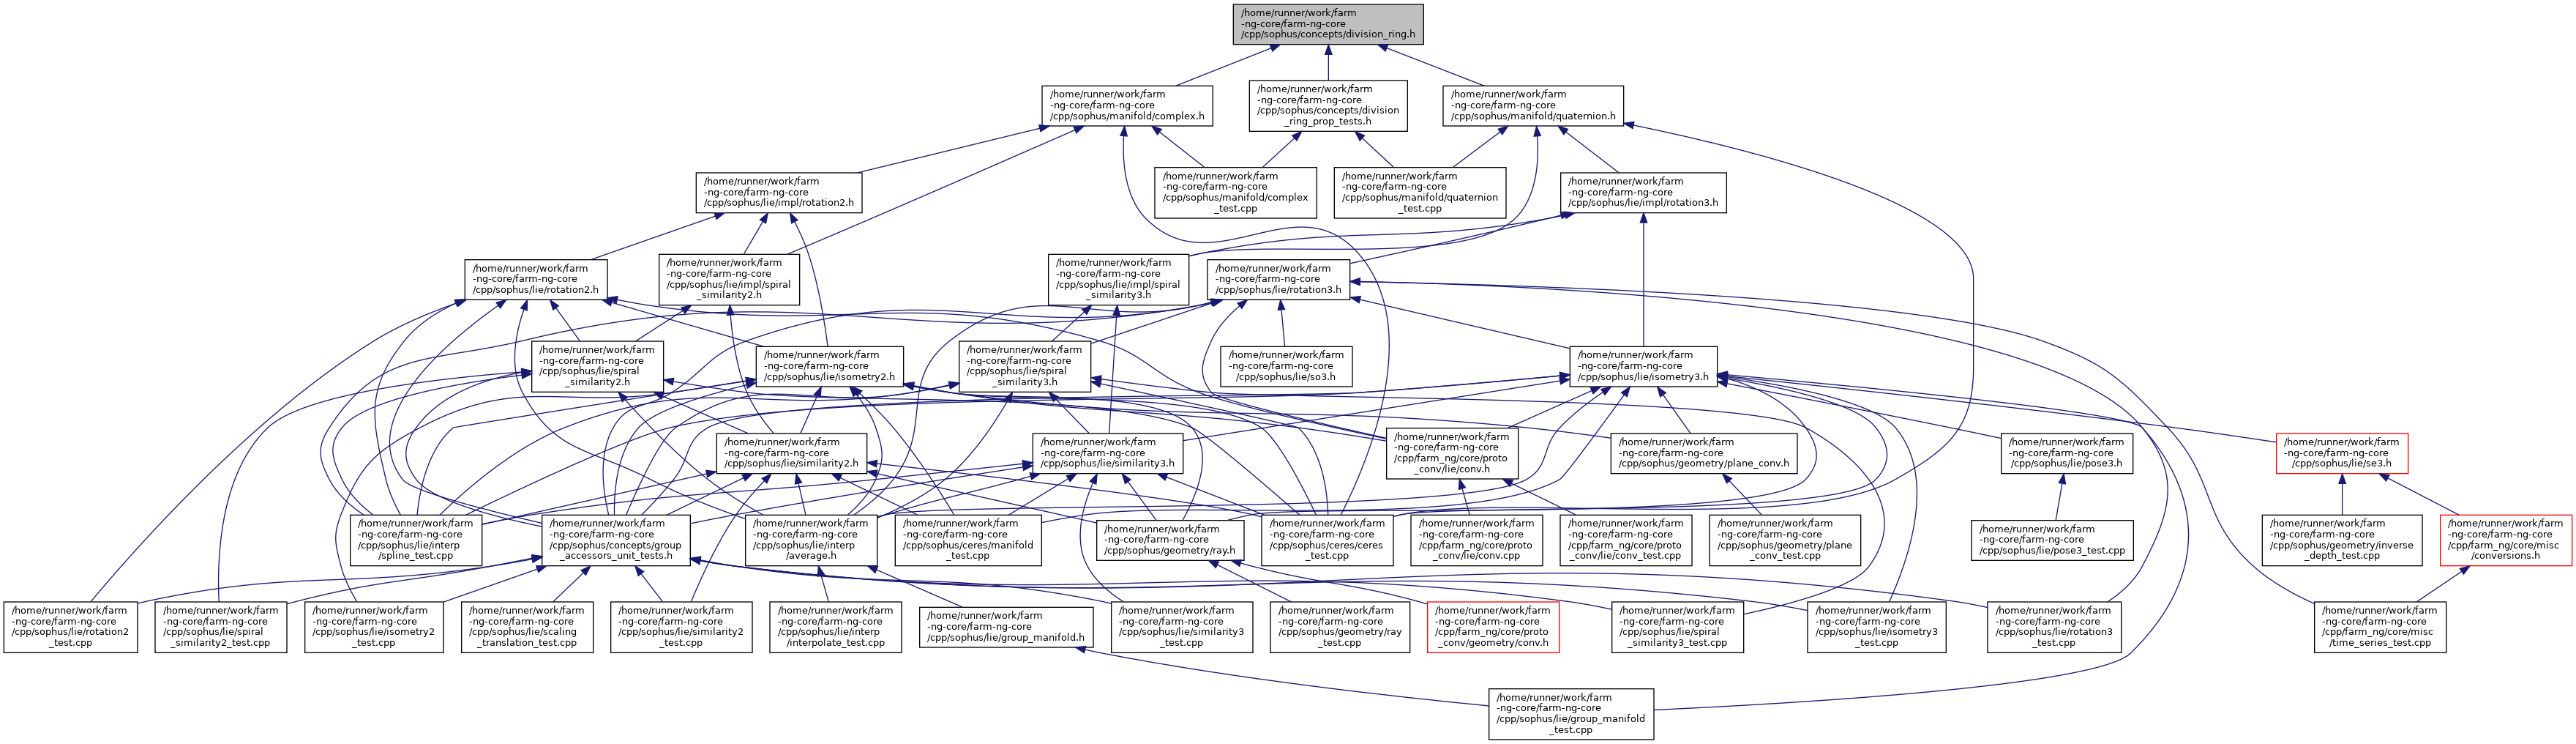 /home/runner/work/farm
-ng-core/farm-ng-core
/cpp/sophus/concepts/division_ring.h
/home/runner/work/farm
-ng-core/farm-ng-core
/cpp/sophus/manifold/complex.h
/home/runner/work/farm
-ng-core/farm-ng-core
/cpp/sophus/concepts/division
_ring_prop_tests.h
/home/runner/work/farm
-ng-core/farm-ng-core
/cpp/sophus/manifold/quaternion.h
/home/runner/work/farm
-ng-core/farm-ng-core
/cpp/sophus/lie/impl/rotation2.h
/home/runner/work/farm
-ng-core/farm-ng-core
/cpp/sophus/manifold/complex
_test.cpp
/home/runner/work/farm
-ng-core/farm-ng-core
/cpp/sophus/manifold/quaternion
_test.cpp
/home/runner/work/farm
-ng-core/farm-ng-core
/cpp/sophus/lie/impl/rotation3.h
/home/runner/work/farm
-ng-core/farm-ng-core
/cpp/sophus/lie/rotation2.h
/home/runner/work/farm
-ng-core/farm-ng-core
/cpp/sophus/lie/impl/spiral
_similarity2.h
/home/runner/work/farm
-ng-core/farm-ng-core
/cpp/sophus/lie/impl/spiral
_similarity3.h
/home/runner/work/farm
-ng-core/farm-ng-core
/cpp/sophus/lie/rotation3.h
/home/runner/work/farm
-ng-core/farm-ng-core
/cpp/sophus/lie/spiral
_similarity2.h
/home/runner/work/farm
-ng-core/farm-ng-core
/cpp/sophus/lie/isometry2.h
/home/runner/work/farm
-ng-core/farm-ng-core
/cpp/sophus/lie/spiral
_similarity3.h
/home/runner/work/farm
-ng-core/farm-ng-core
/cpp/sophus/lie/so3.h
/home/runner/work/farm
-ng-core/farm-ng-core
/cpp/sophus/lie/isometry3.h
/home/runner/work/farm
-ng-core/farm-ng-core
/cpp/sophus/lie/similarity2.h
/home/runner/work/farm
-ng-core/farm-ng-core
/cpp/sophus/lie/similarity3.h
/home/runner/work/farm
-ng-core/farm-ng-core
/cpp/farm_ng/core/proto
_conv/lie/conv.h
/home/runner/work/farm
-ng-core/farm-ng-core
/cpp/sophus/geometry/plane_conv.h
/home/runner/work/farm
-ng-core/farm-ng-core
/cpp/sophus/lie/pose3.h
/home/runner/work/farm
-ng-core/farm-ng-core
/cpp/sophus/lie/se3.h
/home/runner/work/farm
-ng-core/farm-ng-core
/cpp/sophus/lie/interp
/spline_test.cpp
/home/runner/work/farm
-ng-core/farm-ng-core
/cpp/sophus/concepts/group
_accessors_unit_tests.h
/home/runner/work/farm
-ng-core/farm-ng-core
/cpp/sophus/lie/interp
/average.h
/home/runner/work/farm
-ng-core/farm-ng-core
/cpp/sophus/ceres/manifold
_test.cpp
/home/runner/work/farm
-ng-core/farm-ng-core
/cpp/sophus/geometry/ray.h
/home/runner/work/farm
-ng-core/farm-ng-core
/cpp/sophus/ceres/ceres
_test.cpp
/home/runner/work/farm
-ng-core/farm-ng-core
/cpp/farm_ng/core/proto
_conv/lie/conv.cpp
/home/runner/work/farm
-ng-core/farm-ng-core
/cpp/farm_ng/core/proto
_conv/lie/conv_test.cpp
/home/runner/work/farm
-ng-core/farm-ng-core
/cpp/sophus/geometry/plane
_conv_test.cpp
/home/runner/work/farm
-ng-core/farm-ng-core
/cpp/sophus/lie/pose3_test.cpp
/home/runner/work/farm
-ng-core/farm-ng-core
/cpp/sophus/geometry/inverse
_depth_test.cpp
/home/runner/work/farm
-ng-core/farm-ng-core
/cpp/farm_ng/core/misc
/conversions.h
/home/runner/work/farm
-ng-core/farm-ng-core
/cpp/sophus/lie/rotation2
_test.cpp
/home/runner/work/farm
-ng-core/farm-ng-core
/cpp/sophus/lie/spiral
_similarity2_test.cpp
/home/runner/work/farm
-ng-core/farm-ng-core
/cpp/sophus/lie/isometry2
_test.cpp
/home/runner/work/farm
-ng-core/farm-ng-core
/cpp/sophus/lie/scaling
_translation_test.cpp
/home/runner/work/farm
-ng-core/farm-ng-core
/cpp/sophus/lie/similarity2
_test.cpp
/home/runner/work/farm
-ng-core/farm-ng-core
/cpp/sophus/lie/interp
/interpolate_test.cpp
/home/runner/work/farm
-ng-core/farm-ng-core
/cpp/sophus/lie/group_manifold.h
/home/runner/work/farm
-ng-core/farm-ng-core
/cpp/sophus/lie/similarity3
_test.cpp
/home/runner/work/farm
-ng-core/farm-ng-core
/cpp/sophus/geometry/ray
_test.cpp
/home/runner/work/farm
-ng-core/farm-ng-core
/cpp/farm_ng/core/proto
_conv/geometry/conv.h
/home/runner/work/farm
-ng-core/farm-ng-core
/cpp/sophus/lie/spiral
_similarity3_test.cpp
/home/runner/work/farm
-ng-core/farm-ng-core
/cpp/sophus/lie/isometry3
_test.cpp
/home/runner/work/farm
-ng-core/farm-ng-core
/cpp/sophus/lie/rotation3
_test.cpp
/home/runner/work/farm
-ng-core/farm-ng-core
/cpp/farm_ng/core/misc
/time_series_test.cpp
/home/runner/work/farm
-ng-core/farm-ng-core
/cpp/sophus/lie/group_manifold
_test.cpp